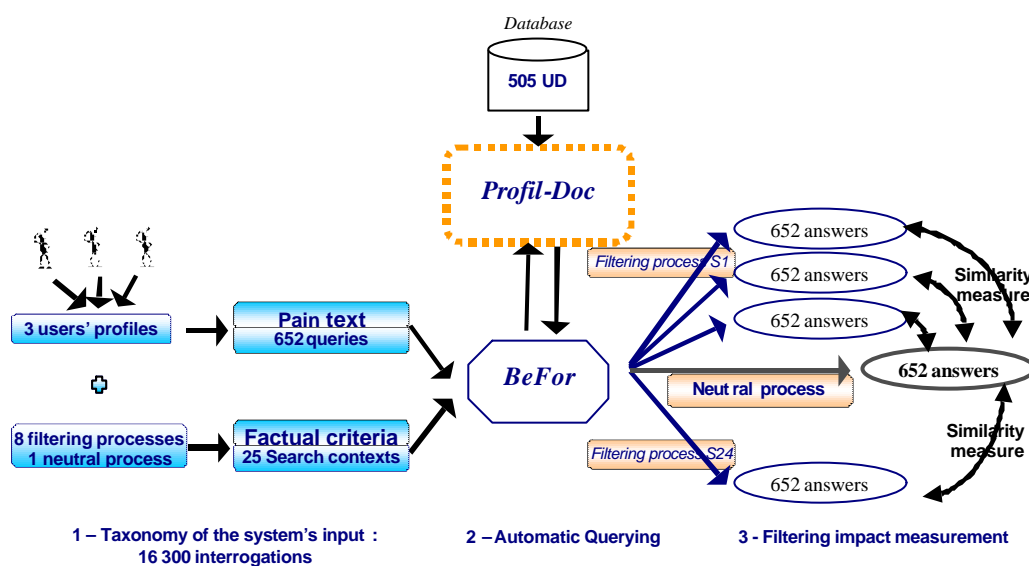 Database
505 UD
Profil-Doc
3 users' profiles
Pain text
652 queries
8 filtering processes
1 neutral process
Factual criteria
25 Search contexts
BeFor
Filtering process S1
652 answers
652 answers
652 answers
Similarity
measure
Neut ral process
652 answers
Filtering process S24
Similarity
measure
652 answers
1 – Taxonomy of the system's input :
16 300 interrogations
2 – Automatic Querying
3 - Filtering impact measurement